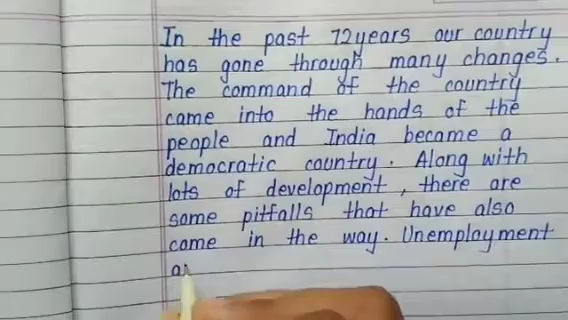 In the past 72years our country
has gone through many changes.
The command of the country
came into the hands of the
people and India became a
democratic country. Along with
lots of development, there are
some pitfalls that have also
come in the way. Unemployment